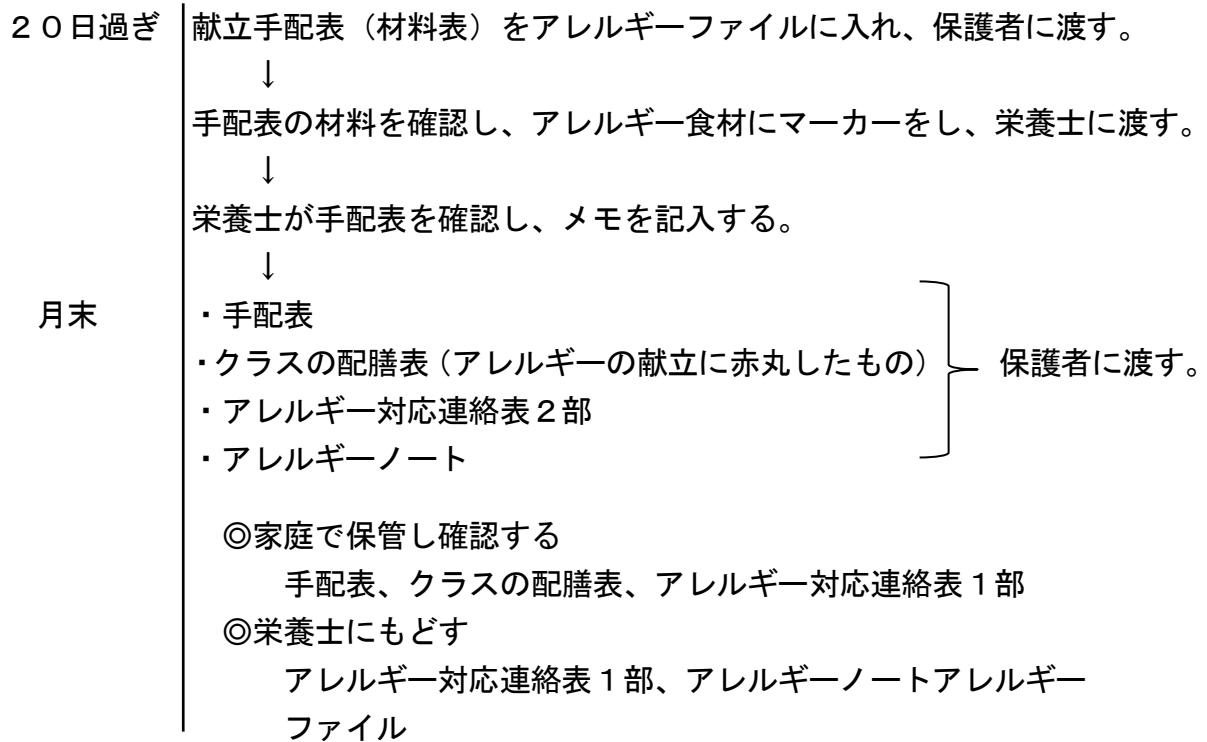 ２０日過ぎ 献立手配表（材料表）をアレルギーファイルに入れ、保護者に渡す。
↓
手配表の材料を確認し、アレルギー食材にマーカーをし、栄養士に渡す。
↓
栄養士が手配表を確認し、メモを記入する。
↓
月末 ・手配表
・クラスの配膳表（アレルギーの献立に赤丸したもの） 保護者に渡す。
・アレルギー対応連絡表２部
・アレルギーノート
◎家庭で保管し確認する
手配表、クラスの配膳表、アレルギー対応連絡表１部
◎栄養士にもどす
アレルギー対応連絡表１部、アレルギーノートアレルギー
ファイル